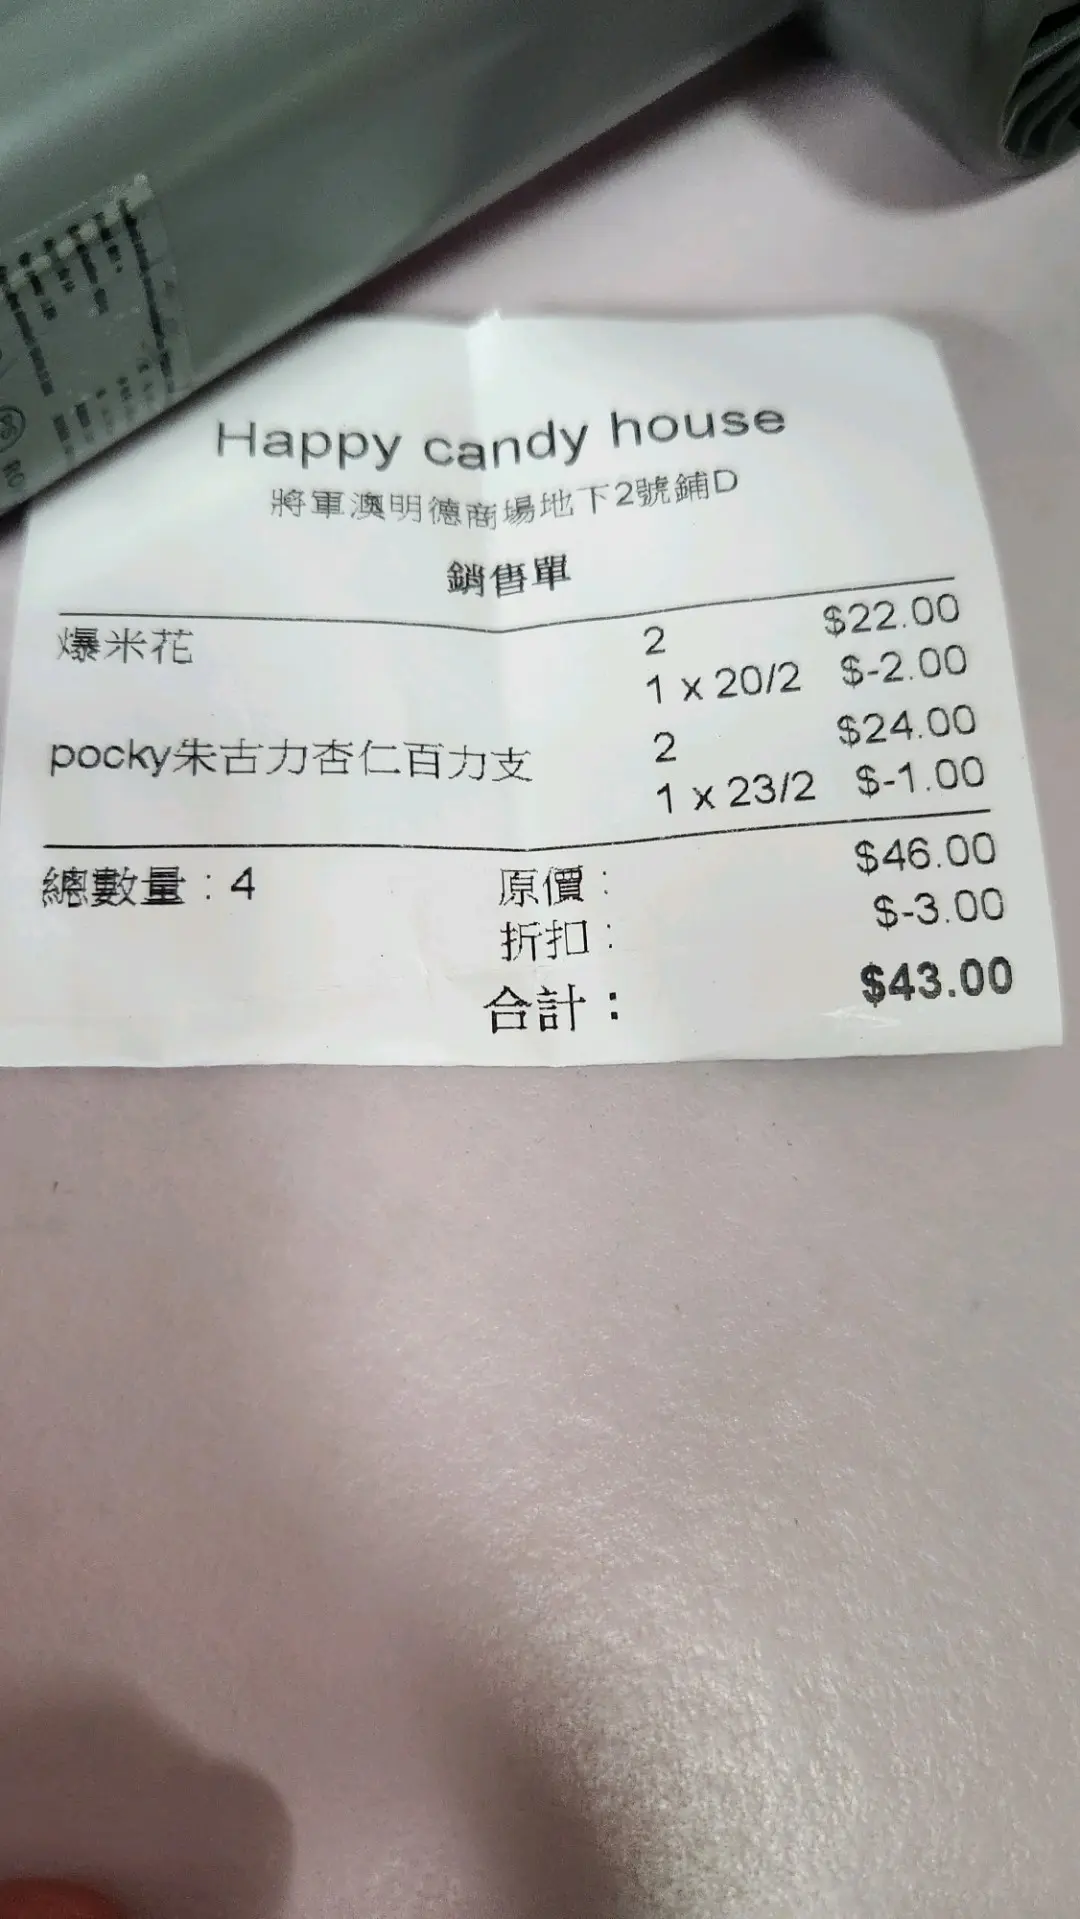 Happy candy house
將軍澳明德商場地下2號鋪D
銷售單
爆米花 2 $22.00
1 x 20/2 $-2.00
pocky朱古力杏仁百力支 2 $24.00
1 x 23/2 $-1.00
總數量：4 原價： $46.00
折扣： $-3.00
合計： $43.00